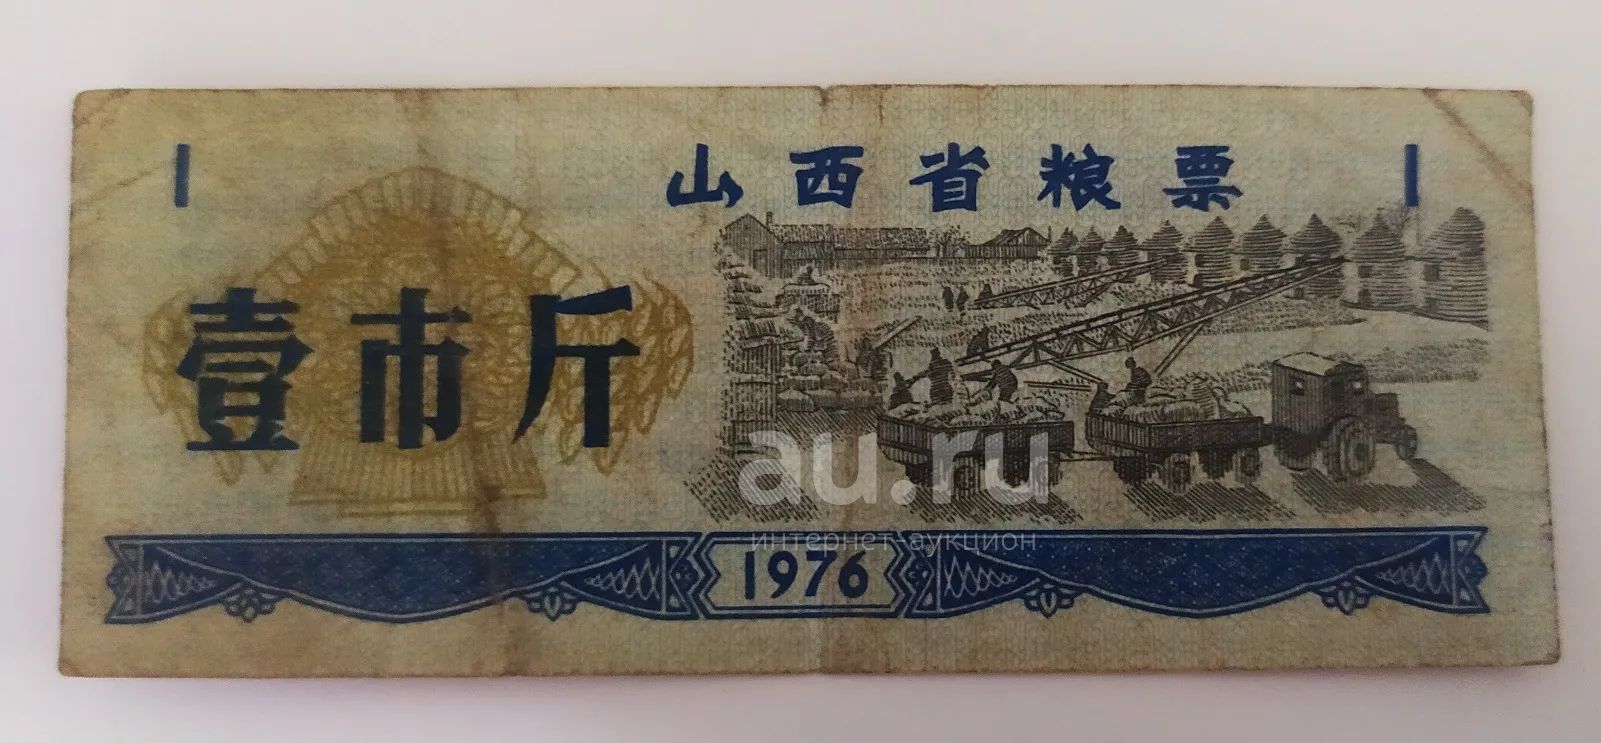 1 山西省粮票 1
壹市斤
au.ru
интернет-аукцион
1976